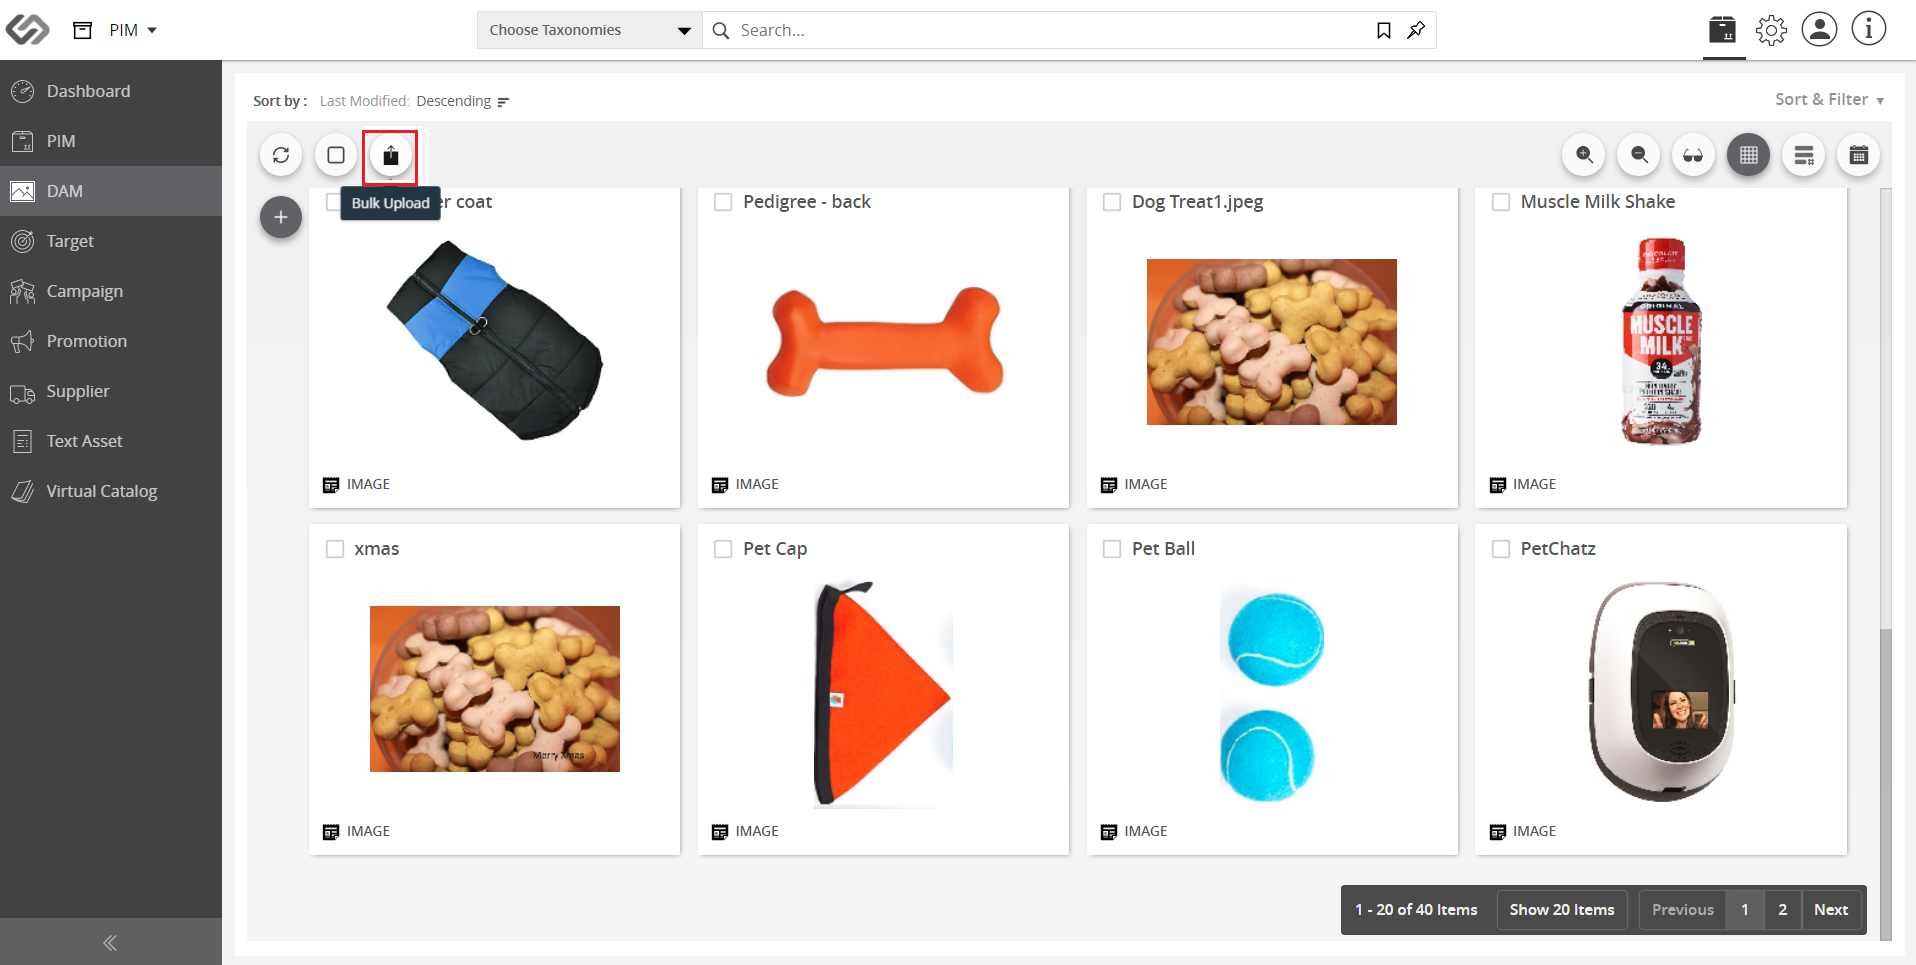 PIM
Choose Taxonomies
Search...
Dashboard
PIM
DAM
Target
Campaign
Promotion
Supplier
Text Asset
Virtual Catalog
Sort by : Last Modified: Descending
Sort & Filter
Bulk Upload
er coat
Pedigree - back
Dog Treat1.jpeg
Muscle Milk Shake
CHOCOLATE
MUSCLE
MILK
34
IMAGE
IMAGE
IMAGE
IMAGE
xmas
Pet Cap
Pet Ball
PetChatz
Merry Xmas
IMAGE
IMAGE
IMAGE
IMAGE
1 - 20 of 40 Items
Show 20 Items
Previous
1
2
Next